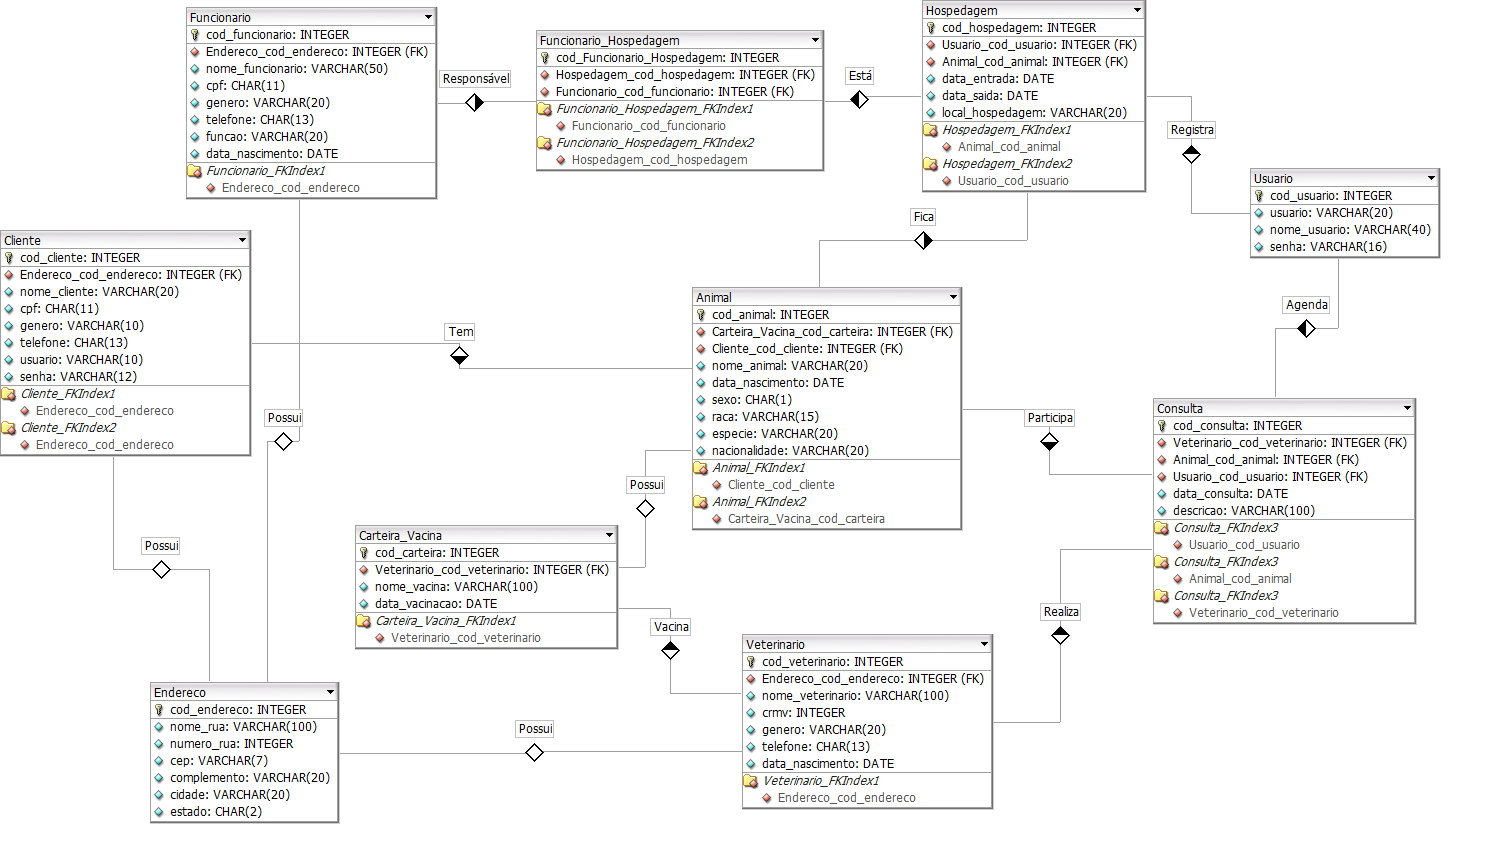 Funcionario
cod_funcionario: INTEGER
Endereco_cod_endereco: INTEGER (FK)
nome_funcionario: VARCHAR(50)
cpf: CHAR(11)
genero: VARCHAR(20)
telefone: CHAR(13)
funcao: VARCHAR(20)
data_nascimento: DATE
Funcionario_FKIndex1
Endereco_cod_endereco
Responsável
Funcionario_Hospedagem
cod_Funcionario_Hospedagem: INTEGER
Hospedagem_cod_hospedagem: INTEGER (FK)
Funcionario_cod_funcionario: INTEGER (FK)
Funcionario_Hospedagem_FKIndex1
Funcionario_cod_funcionario
Funcionario_Hospedagem_FKIndex2
Hospedagem_cod_hospedagem
Está
Hospedagem
cod_hospedagem: INTEGER
Usuario_cod_usuario: INTEGER (FK)
Animal_cod_animal: INTEGER (FK)
data_entrada: DATE
data_saida: DATE
local_hospedagem: VARCHAR(20)
Hospedagem_FKIndex1
Animal_cod_animal
Hospedagem_FKIndex2
Usuario_cod_usuario
Registra
Usuario
cod_usuario: INTEGER
usuario: VARCHAR(20)
nome_usuario: VARCHAR(40)
senha: VARCHAR(16)
Fica
Cliente
cod_cliente: INTEGER
Endereco_cod_endereco: INTEGER (FK)
nome_cliente: VARCHAR(20)
cpf: CHAR(11)
genero: VARCHAR(10)
telefone: CHAR(13)
usuario: VARCHAR(10)
senha: VARCHAR(12)
Cliente_FKIndex1
Endereco_cod_endereco
Cliente_FKIndex2
Endereco_cod_endereco
Tem
Possui
Animal
cod_animal: INTEGER
Carteira_Vacina_cod_carteira: INTEGER (FK)
Cliente_cod_cliente: INTEGER (FK)
nome_animal: VARCHAR(20)
data_nascimento: DATE
sexo: CHAR(1)
raca: VARCHAR(15)
especie: VARCHAR(20)
nacionalidade: VARCHAR(20)
Animal_FKIndex1
Cliente_cod_cliente
Animal_FKIndex2
Carteira_Vacina_cod_carteira
Agenda
Participa
Consulta
cod_consulta: INTEGER
Veterinario_cod_veterinario: INTEGER (FK)
Animal_cod_animal: INTEGER (FK)
Usuario_cod_usuario: INTEGER (FK)
data_consulta: DATE
descricao: VARCHAR(100)
Consulta_FKIndex3
Usuario_cod_usuario
Consulta_FKIndex3
Animal_cod_animal
Consulta_FKIndex3
Veterinario_cod_veterinario
Possui
Possui
Carteira_Vacina
cod_carteira: INTEGER
Veterinario_cod_veterinario: INTEGER (FK)
nome_vacina: VARCHAR(100)
data_vacinacao: DATE
Carteira_Vacina_FKIndex1
Veterinario_cod_veterinario
Vacina
Realiza
Endereco
cod_endereco: INTEGER
nome_rua: VARCHAR(100)
numero_rua: INTEGER
cep: VARCHAR(7)
complemento: VARCHAR(20)
cidade: VARCHAR(20)
estado: CHAR(2)
Possui
Veterinario
cod_veterinario: INTEGER
Endereco_cod_endereco: INTEGER (FK)
nome_veterinario: VARCHAR(100)
crmv: INTEGER
genero: VARCHAR(20)
telefone: CHAR(13)
data_nascimento: DATE
Veterinario_FKIndex1
Endereco_cod_endereco